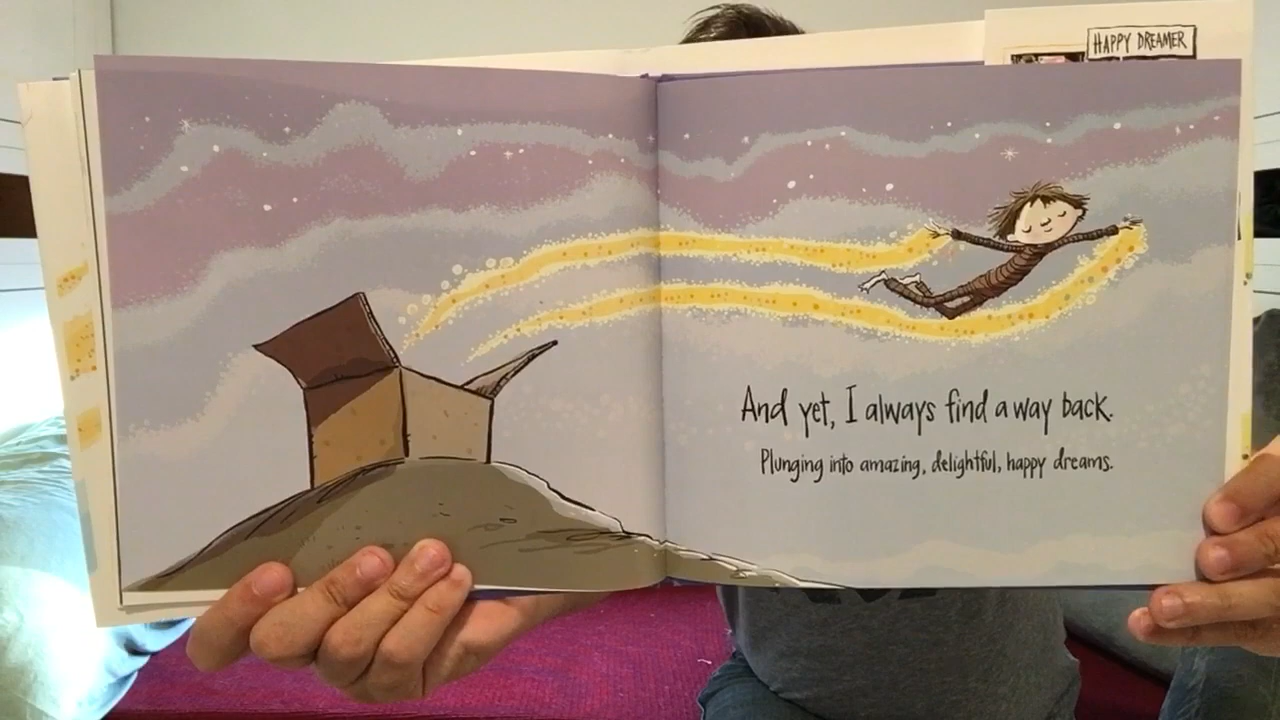 HAPPY DREAMER
And yet, I always find a way back.
Plunging into amazing, delightful, happy dreams.